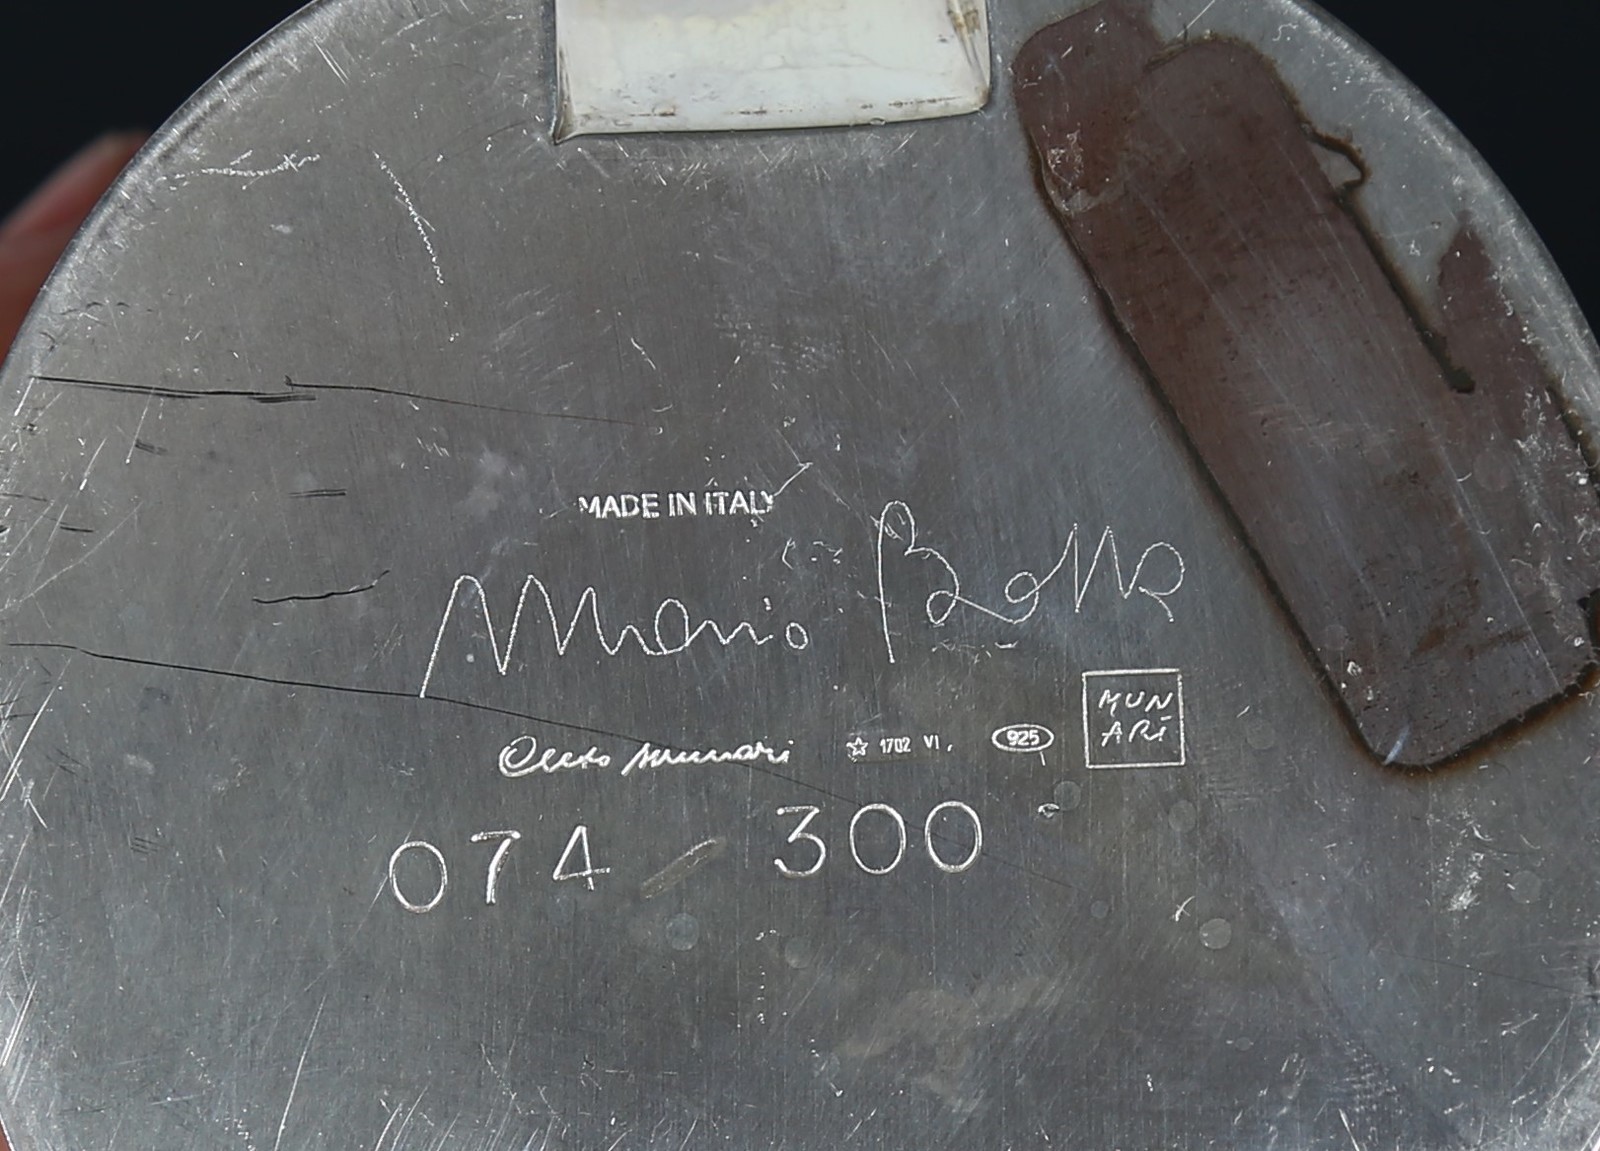 MADE IN ITALY
Mario Botta
Cleto Munari
☆ 1702 VI.
925
MUN
ARI
074 / 300